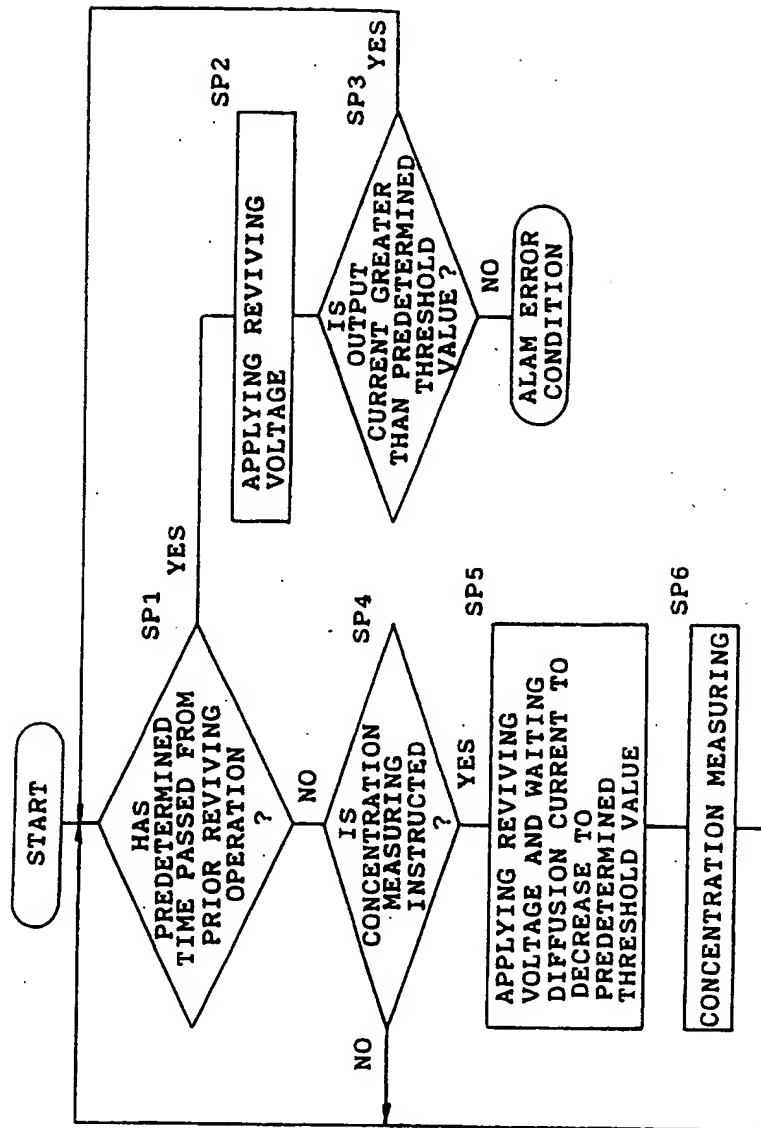 START
SP1
HAS
PREDETERMINED
TIME PASSED FROM
PRIOR REVIVING
OPERATION
?
YES
NO
SP2
APPLYING REVIVING
VOLTAGE
SP3
IS
OUTPUT
CURRENT GREATER
THAN PREDETERMINED
THRESHOLD
VALUE ?
YES
NO
ALAM ERROR
CONDITION
SP4
IS
CONCENTRATION
MEASURING
INSTRUCTED
?
NO
YES
SP5
APPLYING REVIVING
VOLTAGE AND WAITING
DIFFUSION CURRENT TO
DECREASE TO
PREDETERMINED
THRESHOLD VALUE
SP6
CONCENTRATION MEASURING